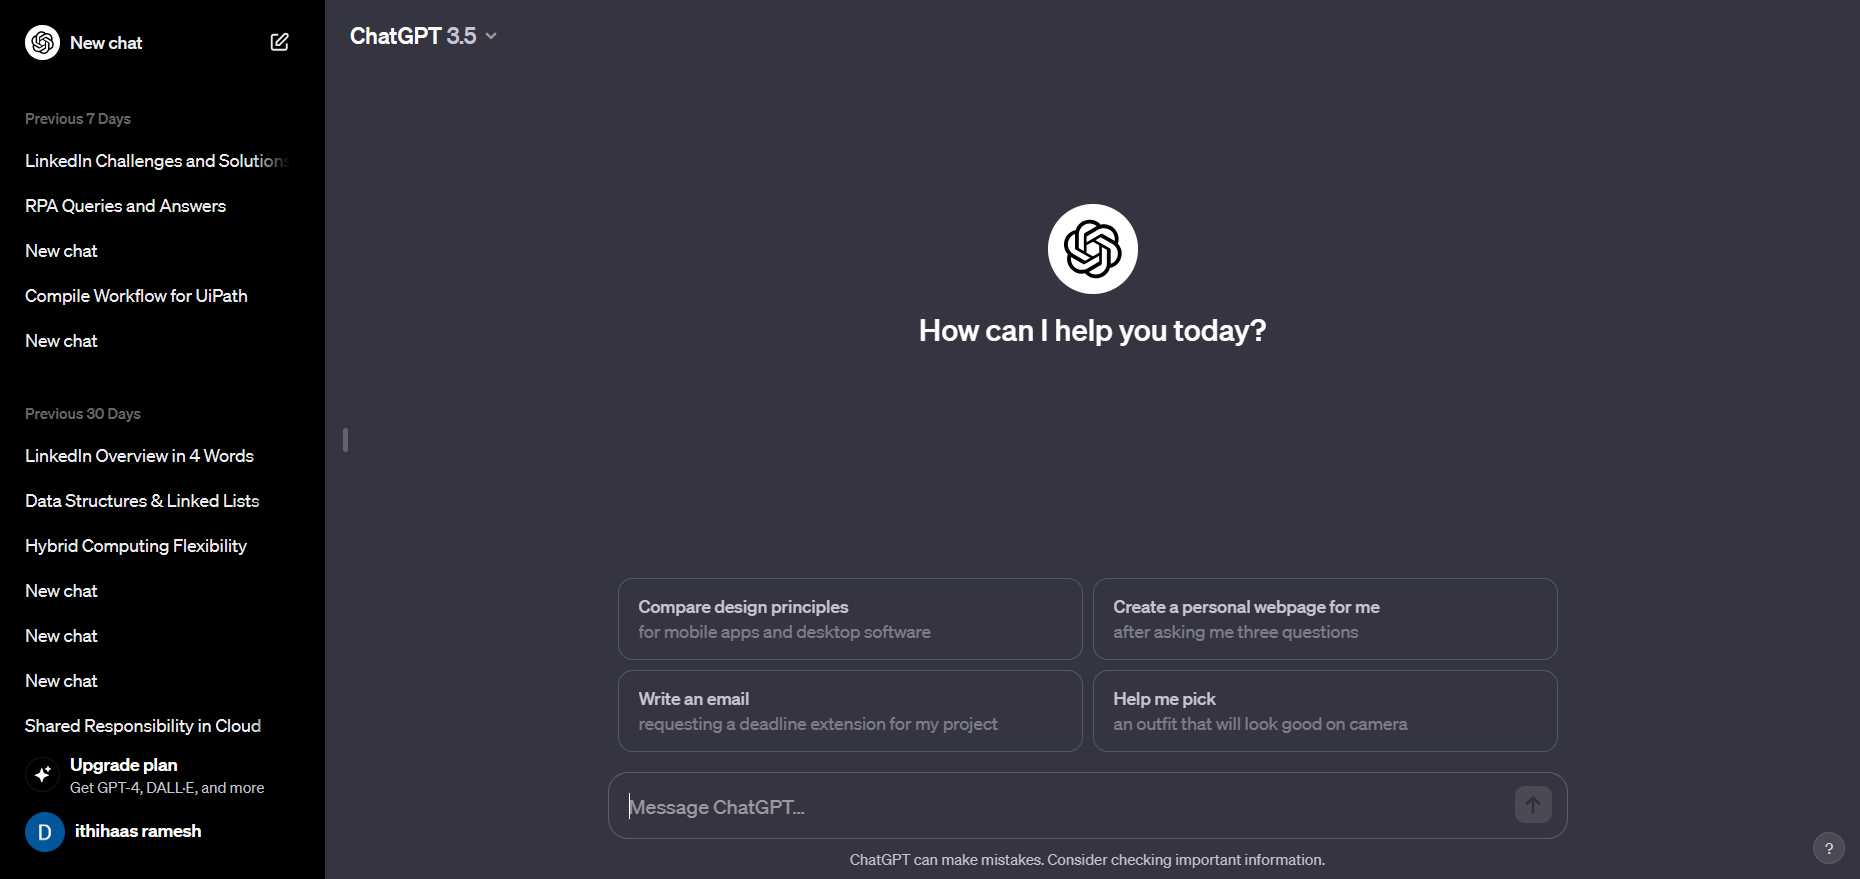 New chat
Previous 7 Days
LinkedIn Challenges and Solutions
RPA Queries and Answers
New chat
Compile Workflow for UiPath
New chat
Previous 30 Days
LinkedIn Overview in 4 Words
Data Structures & Linked Lists
Hybrid Computing Flexibility
New chat
New chat
New chat
Shared Responsibility in Cloud
Upgrade plan
Get GPT-4, DALL·E, and more
D
ithihaas ramesh
ChatGPT 3.5
How can I help you today?
Compare design principles
for mobile apps and desktop software
Create a personal webpage for me
after asking me three questions
Write an email
requesting a deadline extension for my project
Help me pick
an outfit that will look good on camera
Message ChatGPT...
ChatGPT can make mistakes. Consider checking important information.
?